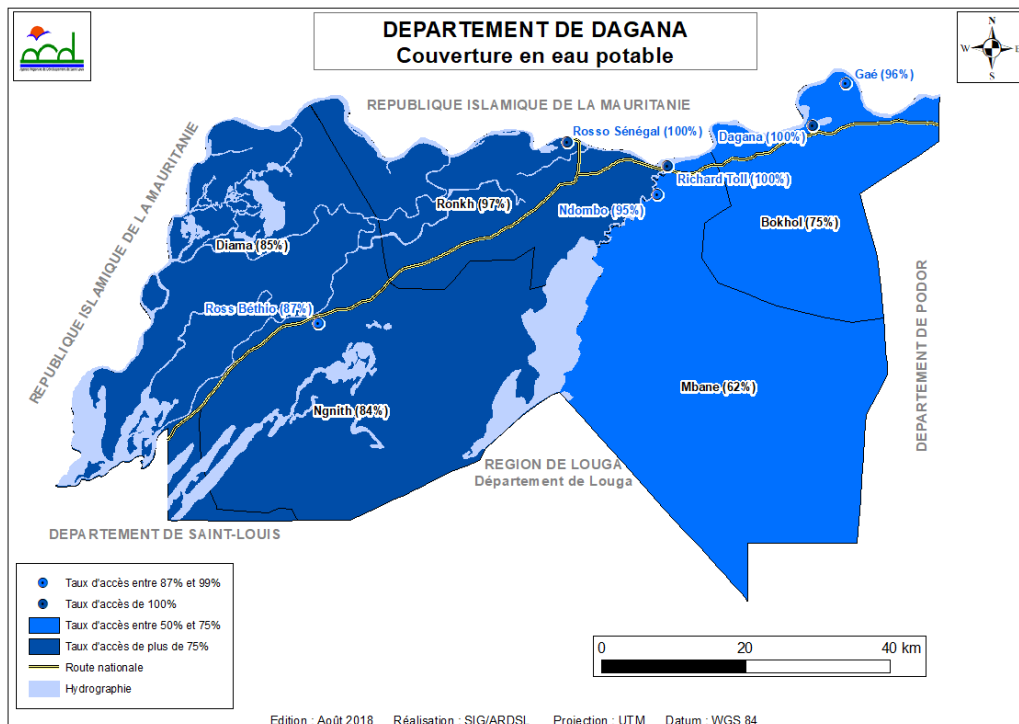 DEPARTEMENT DE DAGANA
Couverture en eau potable
N
W
E
S
REPUBLIQUE ISLAMIQUE DE LA MAURITANIE
REPUBLIQUE ISLAMIQUE DE LA MAURITANIE
Gaé (96%)
Rosso Sénégal (100%)
Dagana (100%)
Richard Toll (100%)
Ronkh (97%)
Ndombo (95%)
Bokhol (75%)
Diama (85%)
Ross Béthio (87%)
DEPARTEMENT DE PODOR
Mbane (62%)
Ngnith (84%)
REGION DE LOUGA
Département de Louga
DEPARTEMENT DE SAINT-LOUIS
Taux d'accès entre 87% et 99%
Taux d'accès de 100%
Taux d'accès entre 50% et 75%
Taux d'accès de plus de 75%
Route nationale
Hydrographie
0 20 40 km
Edition : Août 2018 Réalisation : SIG/ARDSL Projection : UTM Datum : WGS 84